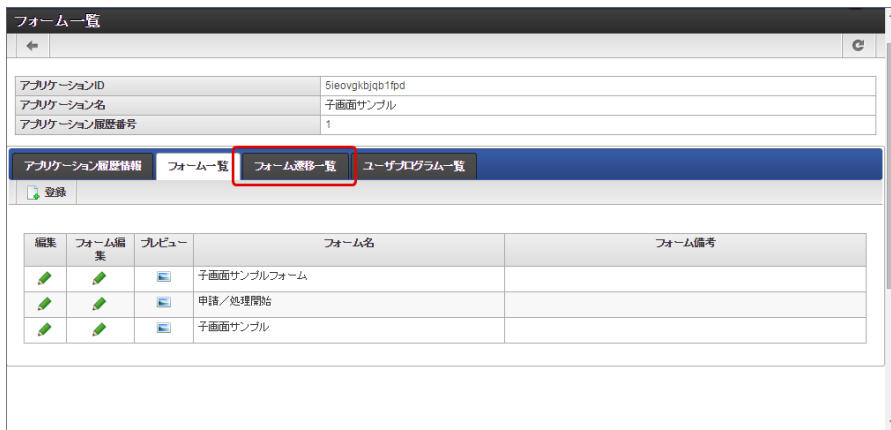 フォーム一覧
アプリケーションID 5ieovgkbjqb1fpd
アプリケーション名 子画面サンプル
アプリケーション履歴番号 1
アプリケーション履歴情報 フォーム一覧 フォーム遷移一覧 ユーザプログラム一覧
登録
編集 フォーム編集 プレビュー フォーム名 フォーム備考
子画面サンプルフォーム
申請／処理開始
子画面サンプル